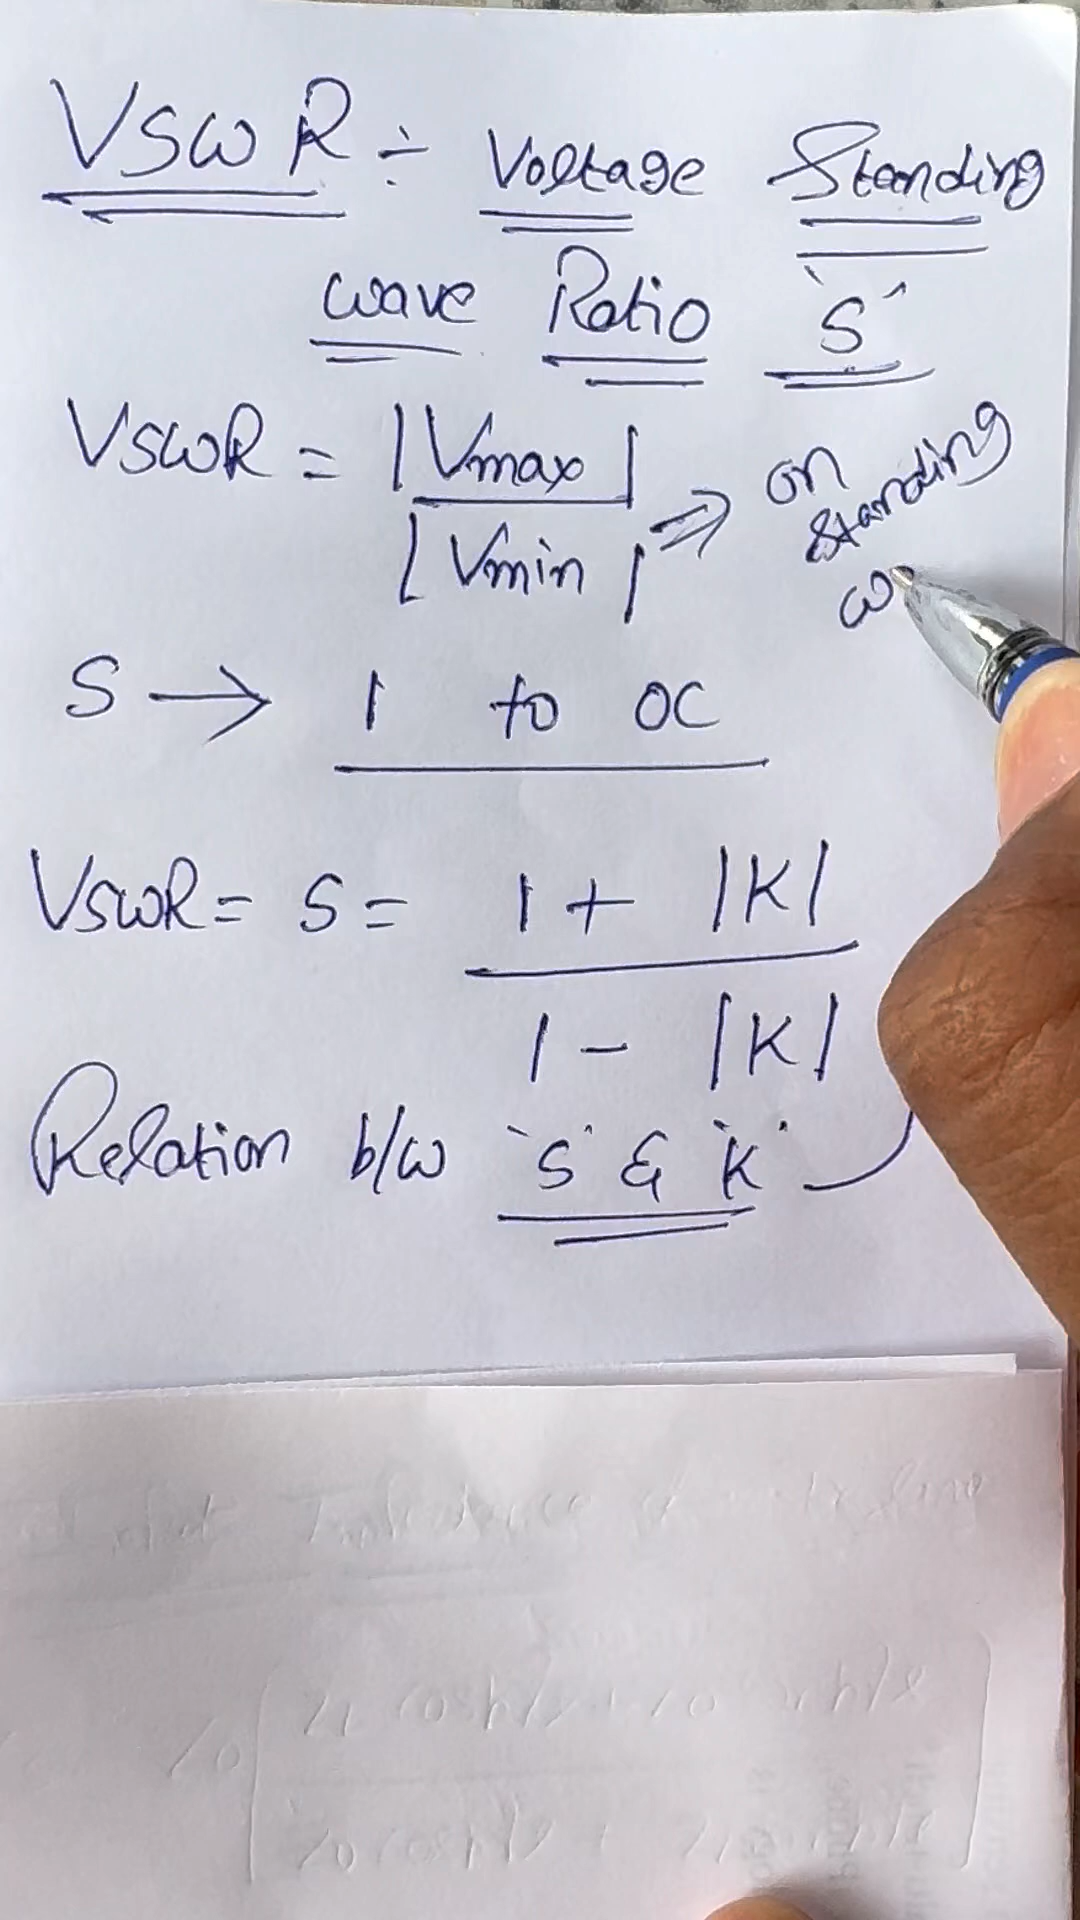 VSWR ÷ Voltage Standing
wave Ratio 'S'
VSWR = |Vmax| / |Vmin| ⇒ on
standing
w
S → 1 to ∝
VSWR = S = 1 + |K| / 1 - |K|
Relation b/w 'S' & 'K'